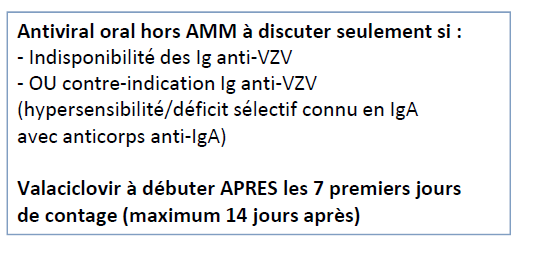 Antiviral oral hors AMM à discuter seulement si :
- Indisponibilité des Ig anti-VZV
- OU contre-indication Ig anti-VZV
(hypersensibilité/déficit sélectif connu en IgA
avec anticorps anti-IgA)
Valaciclovir à débuter APRES les 7 premiers jours
de contage (maximum 14 jours après)